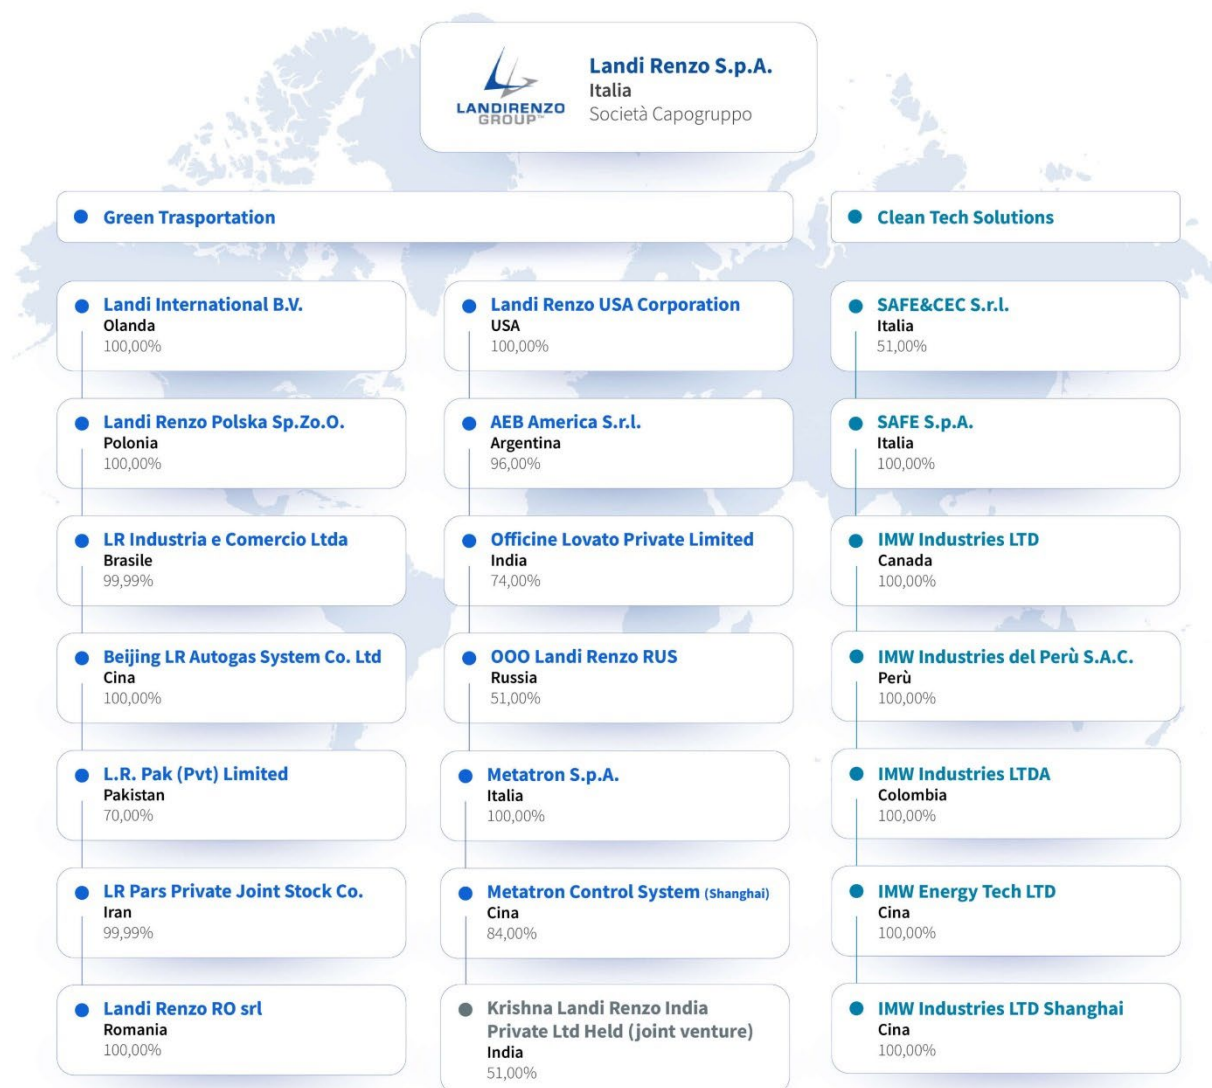 LANDIRENZO
GROUP™
Landi Renzo S.p.A.
Italia
Società Capogruppo
Green Trasportation
Landi International B.V.
Olanda
100,00%
Landi Renzo Polska Sp.Zo.O.
Polonia
100,00%
LR Industria e Comercio Ltda
Brasile
99,99%
Beijing LR Autogas System Co. Ltd
Cina
100,00%
L.R. Pak (Pvt) Limited
Pakistan
70,00%
LR Pars Private Joint Stock Co.
Iran
99,99%
Landi Renzo RO srl
Romania
100,00%
Landi Renzo USA Corporation
USA
100,00%
AEB America S.r.l.
Argentina
96,00%
Officine Lovato Private Limited
India
74,00%
OOO Landi Renzo RUS
Russia
51,00%
Metatron S.p.A.
Italia
100,00%
Metatron Control System (Shanghai)
Cina
84,00%
Krishna Landi Renzo India
Private Ltd Held (joint venture)
India
51,00%
Clean Tech Solutions
SAFE&CEC S.r.l.
Italia
51,00%
SAFE S.p.A.
Italia
100,00%
IMW Industries LTD
Canada
100,00%
IMW Industries del Perù S.A.C.
Perù
100,00%
IMW Industries LTDA
Colombia
100,00%
IMW Energy Tech LTD
Cina
100,00%
IMW Industries LTD Shanghai
Cina
100,00%